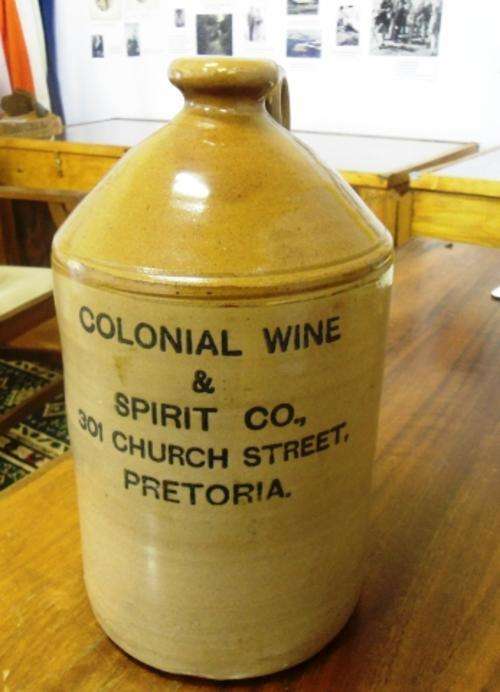 COLONIAL WINE
&
SPIRIT CO.,
301 CHURCH STREET,
PRETORIA.